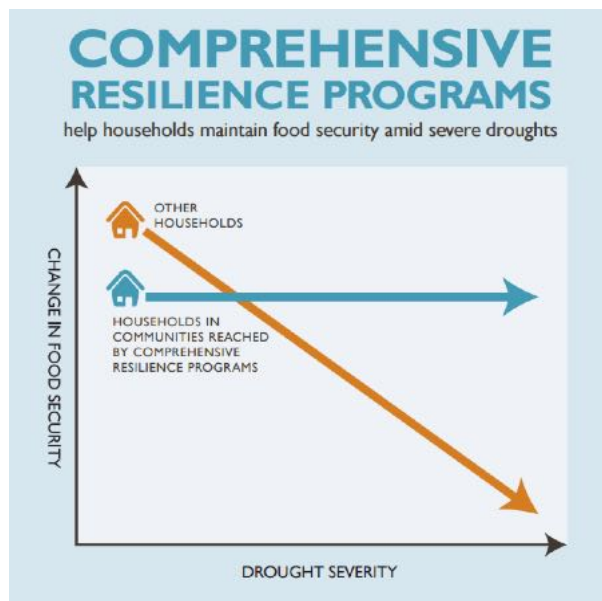 COMPREHENSIVE
RESILIENCE PROGRAMS
help households maintain food security amid severe droughts
OTHER
HOUSEHOLDS
HOUSEHOLDS IN
COMMUNITIES REACHED
BY COMPREHENSIVE
RESILIENCE PROGRAMS
CHANGE IN FOOD SECURITY
DROUGHT SEVERITY